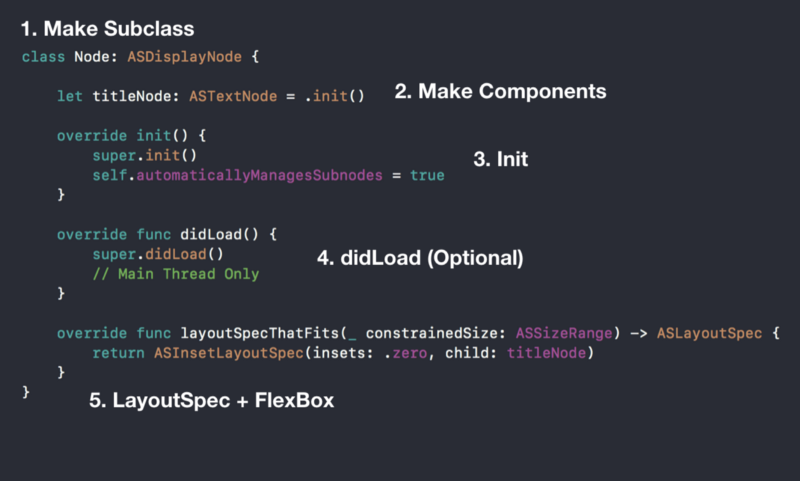 1. Make Subclass
class Node: ASDisplayNode {
let titleNode: ASTextNode = .init()
2. Make Components
override init() {
super.init()
3. Init
self.automaticallyManagesSubnodes = true
}
override func didLoad() {
super.didLoad()
4. didLoad (Optional)
// Main Thread Only
}
override func layoutSpecThatFits(_ constrainedSize: ASSizeRange) -> ASLayoutSpec {
return ASInsetLayoutSpec(insets: .zero, child: titleNode)
}
}
5. LayoutSpec + FlexBox